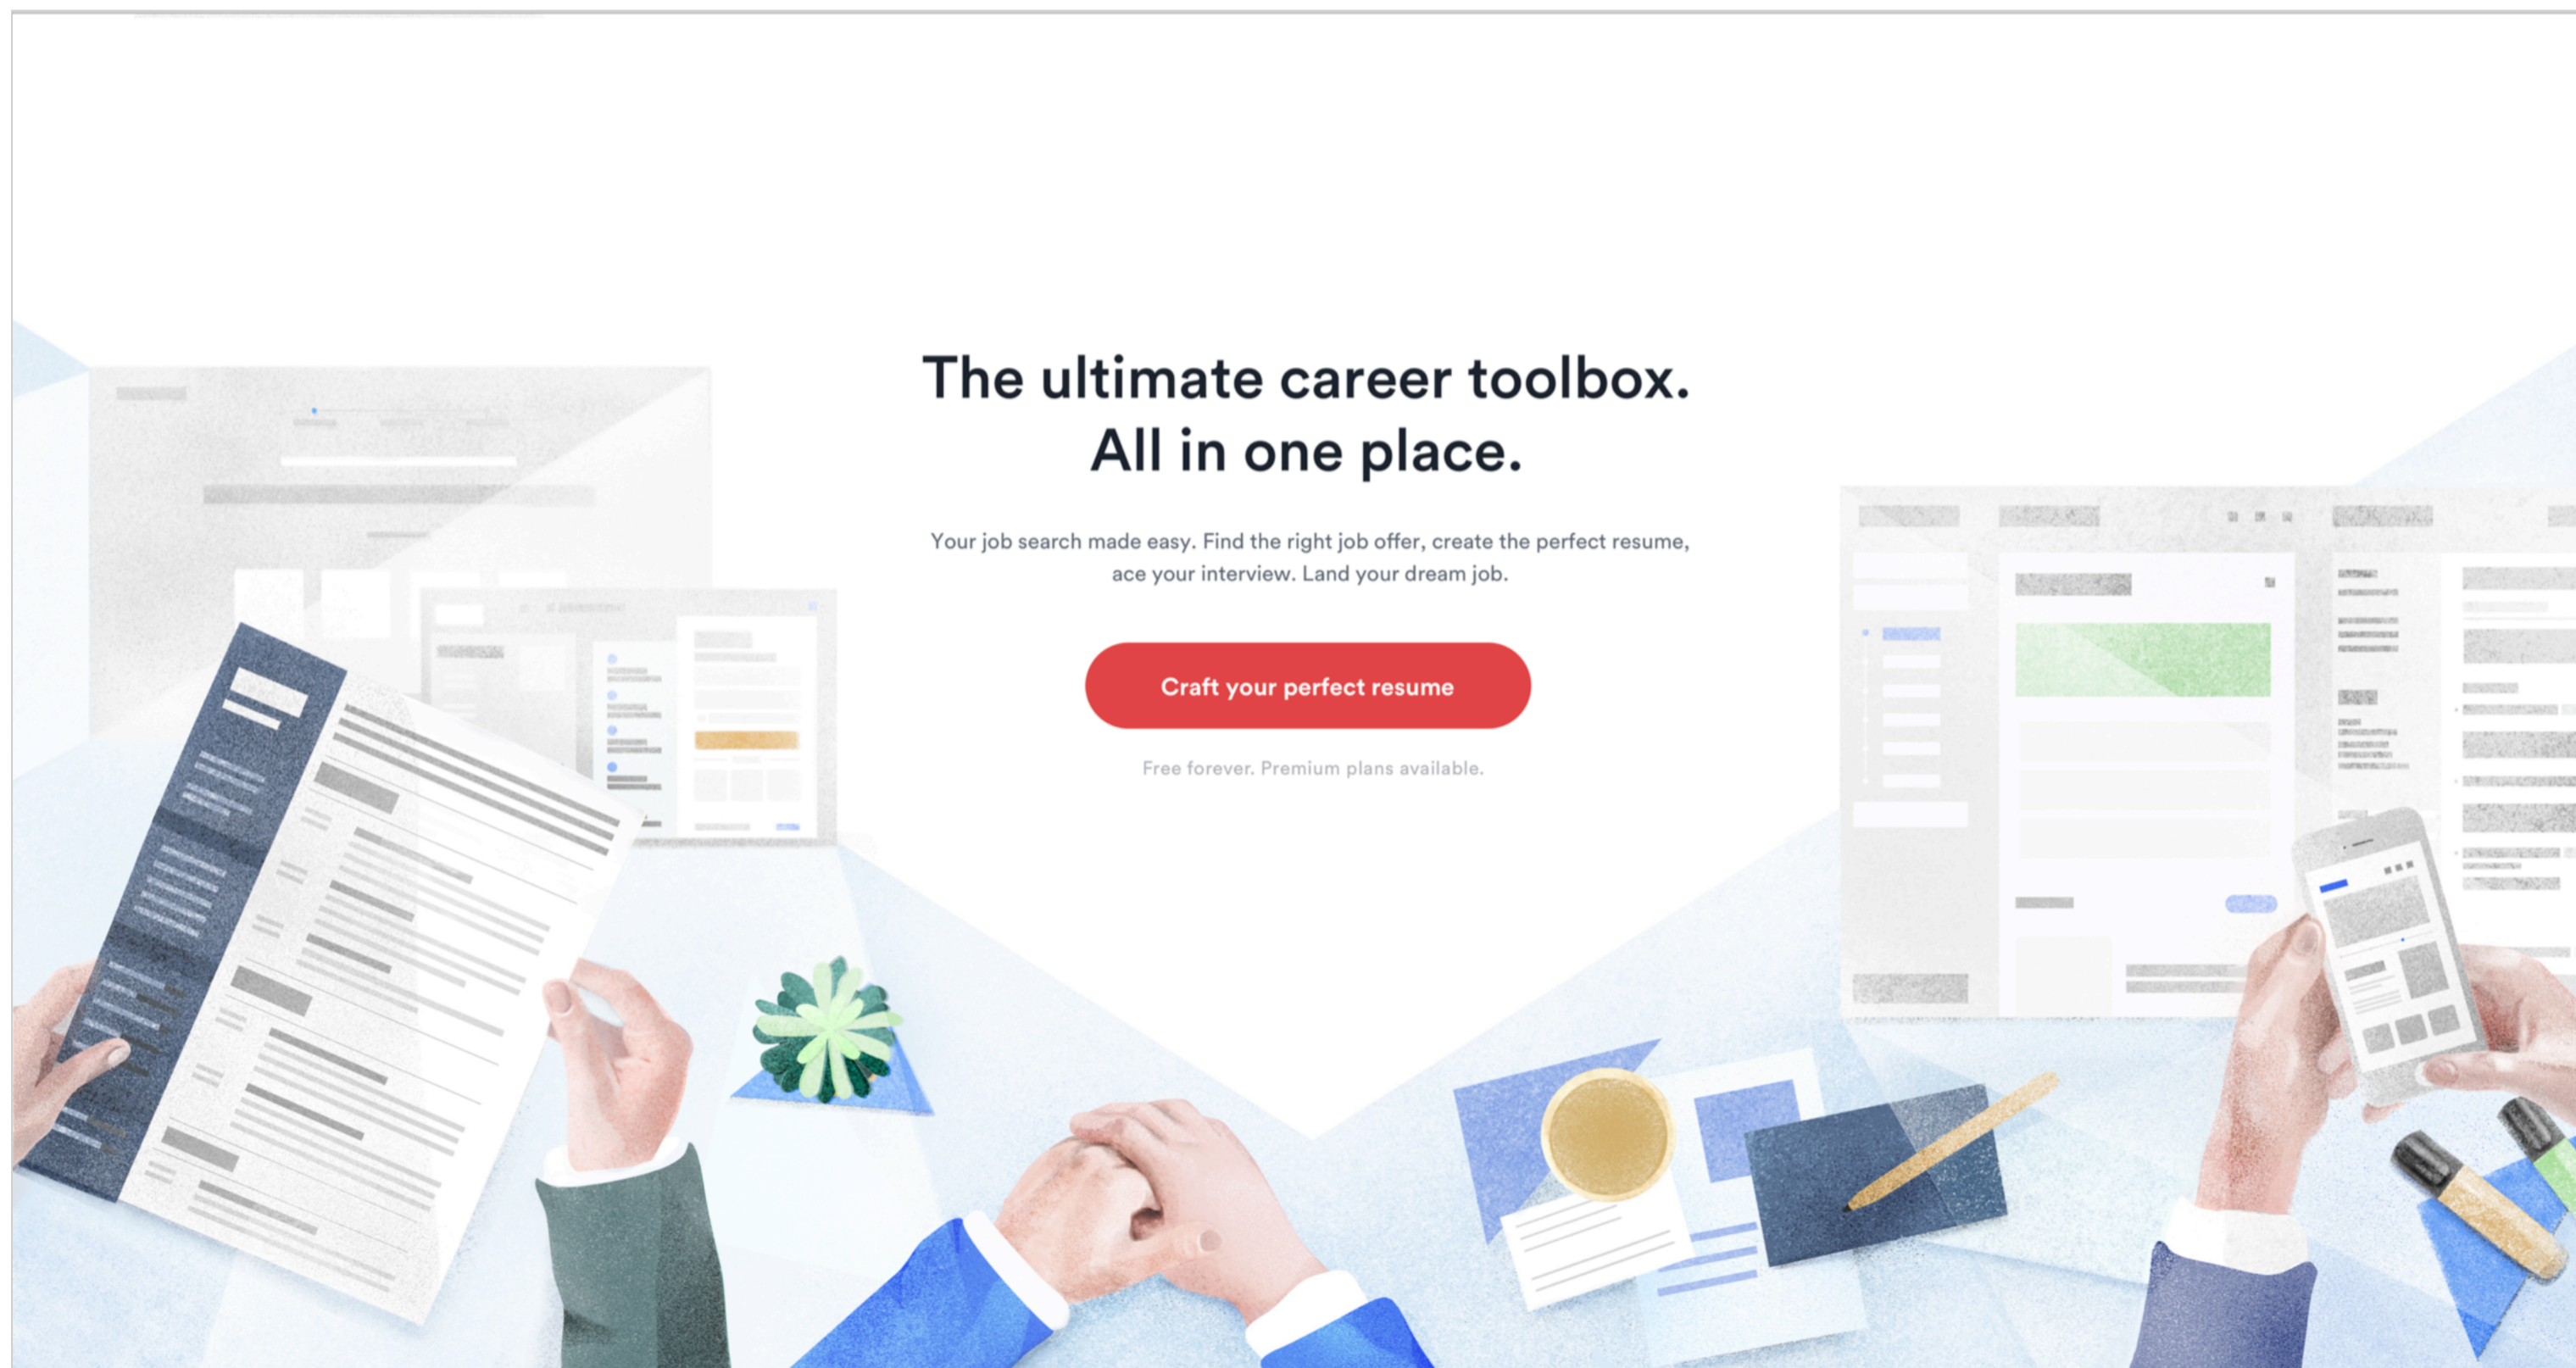 The ultimate career toolbox.
All in one place.
Your job search made easy. Find the right job offer, create the perfect resume,
ace your interview. Land your dream job.
Craft your perfect resume
Free forever. Premium plans available.